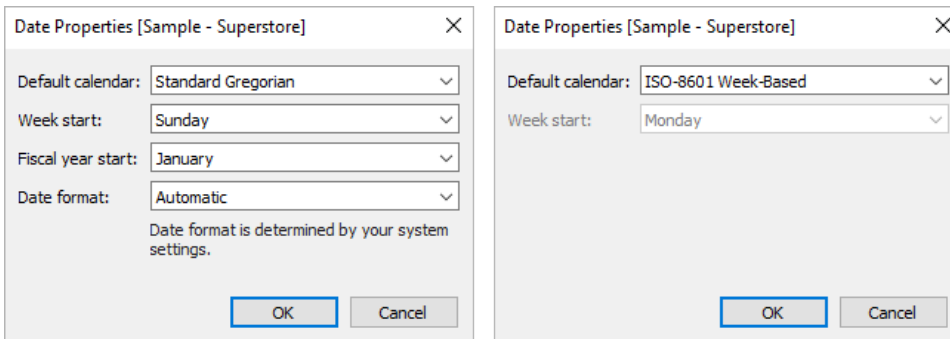 Date Properties [Sample - Superstore]
Default calendar: Standard Gregorian
Week start: Sunday
Fiscal year start: January
Date format: Automatic
Date format is determined by your system
settings.
OK Cancel
Date Properties [Sample - Superstore]
Default calendar: ISO-8601 Week-Based
Week start: Monday
OK Cancel